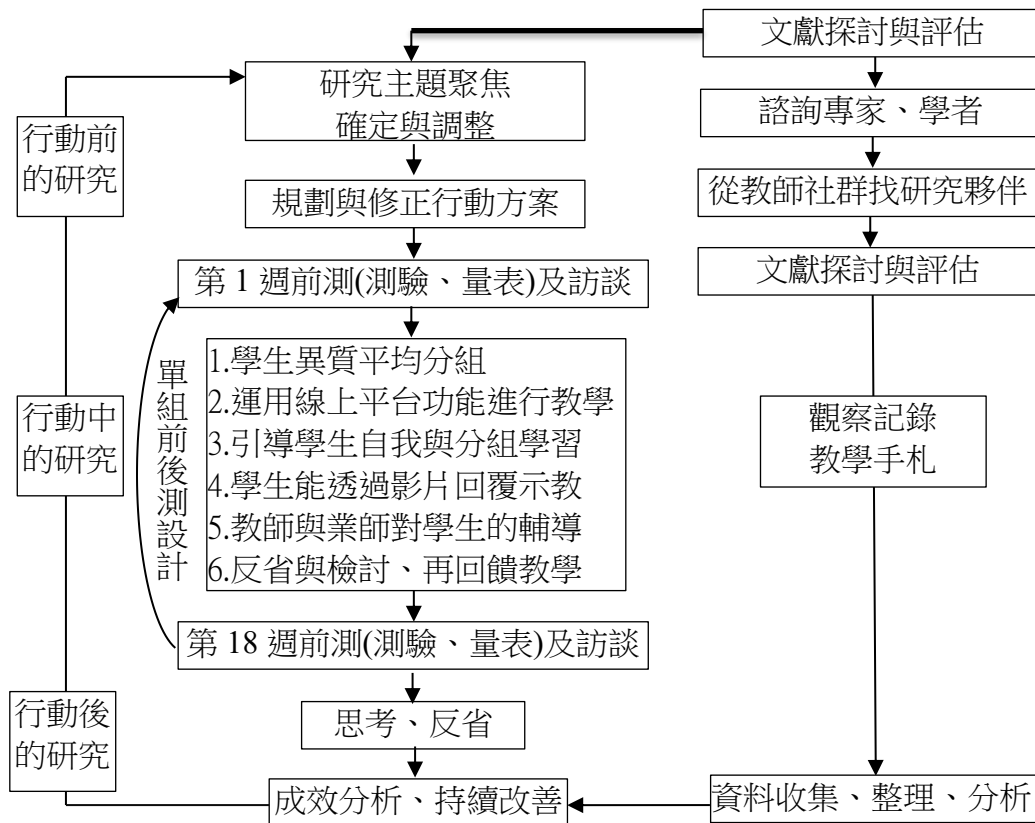 文獻探討與評估
研究主題聚焦
確定與調整
諮詢專家、學者
行動前
的研究
規劃與修正行動方案
從教師社群找研究夥伴
第 1 週前測(測驗、量表)及訪談
文獻探討與評估
單組前後測設計
1.學生異質平均分組
2.運用線上平台功能進行教學
3.引導學生自我與分組學習
4.學生能透過影片回覆示教
5.教師與業師對學生的輔導
6.反省與檢討、再回饋教學
行動中
的研究
觀察記錄
教學手札
第 18 週前測(測驗、量表)及訪談
行動後
的研究
思考、反省
成效分析、持續改善
資料收集、整理、分析